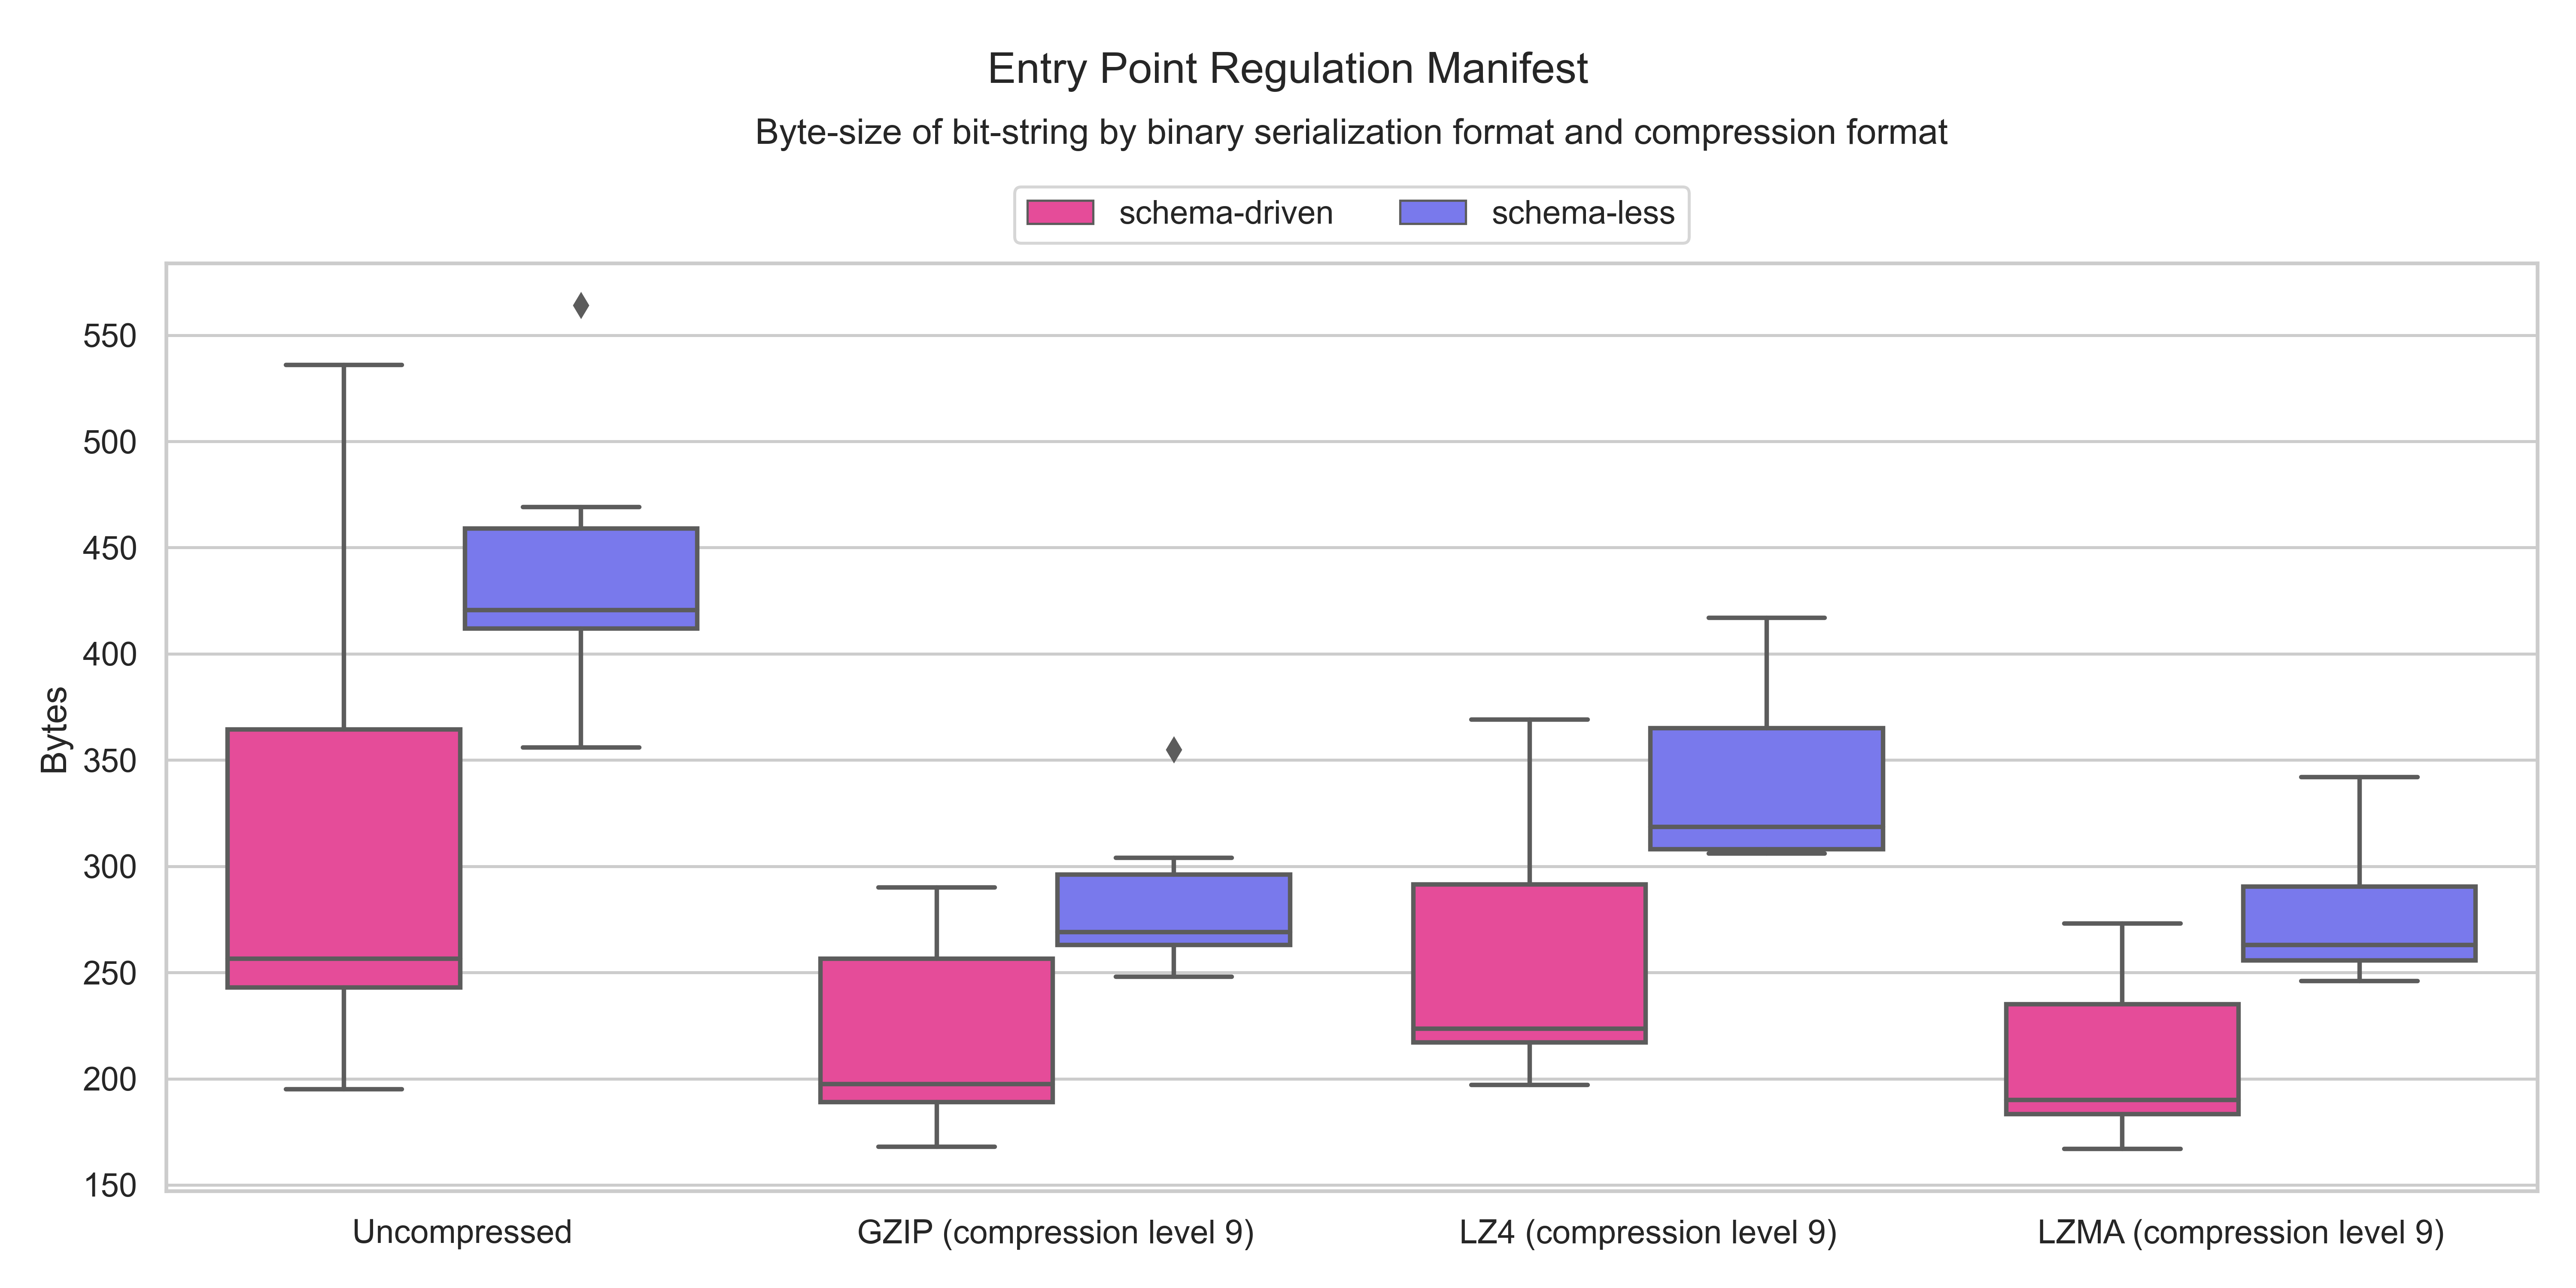 Entry Point Regulation Manifest
Byte-size of bit-string by binary serialization format and compression format
schema-driven schema-less
Bytes
550
500
450
400
350
300
250
200
150
Uncompressed GZIP (compression level 9) LZ4 (compression level 9) LZMA (compression level 9)